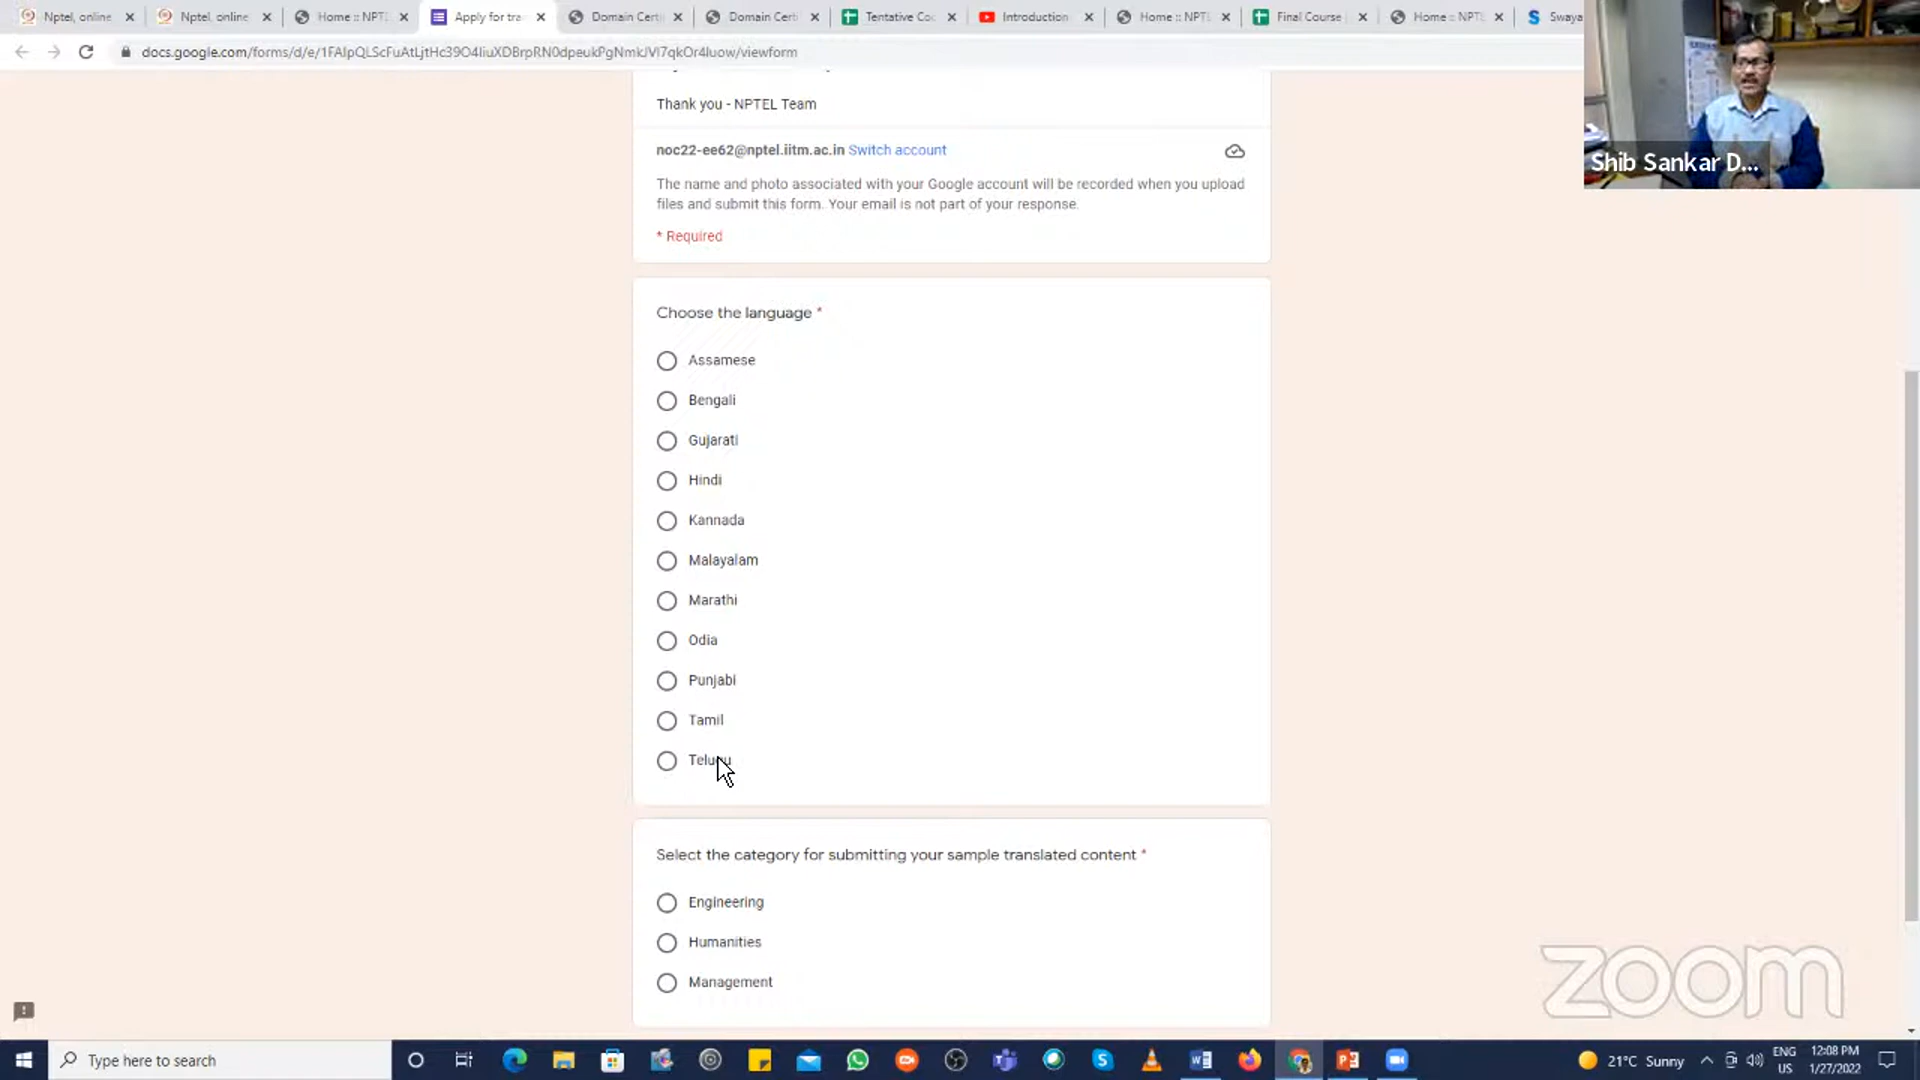 Nptel, online
Nptel, online
Home :: NPT
Apply for tra
Domain Certi
Domain Certi
Tentative Co
Introduction
Home :: NPT
Final Course
Home :: NPT
Swaya
docs.google.com/forms/d/e/
/viewform
Shib Sankar D...
Thank you - NPTEL Team
noc22-ee62@nptel.iitm.ac.in Switch account
The name and photo associated with your Google account will be recorded when you upload
files and submit this form. Your email is not part of your response.
* Required
Choose the language *
Assamese
Bengali
Gujarati
Hindi
Kannada
Malayalam
Marathi
Odia
Punjabi
Tamil
Telugu
Select the category for submitting your sample translated content *
Engineering
Humanities
Management
zoom
Type here to search
21°C Sunny
ENG
US
12:08 PM
1/27/2022